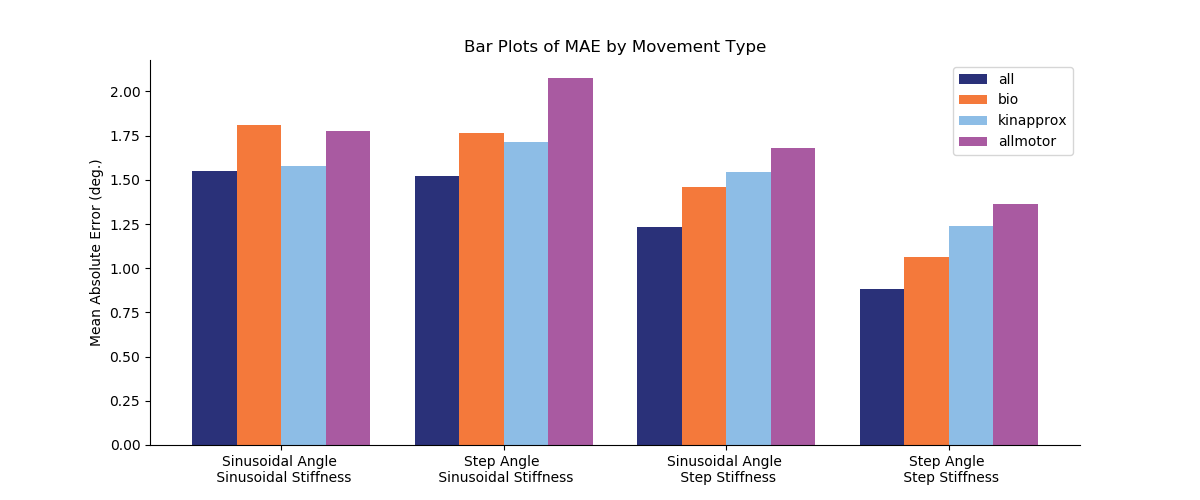 Bar Plots of MAE by Movement Type
Mean Absolute Error (deg.)
2.00
1.75
1.50
1.25
1.00
0.75
0.50
0.25
0.00
all
bio
kinapprox
allmotor
Sinusoidal Angle
Sinusoidal Stiffness
Step Angle
Sinusoidal Stiffness
Sinusoidal Angle
Step Stiffness
Step Angle
Step Stiffness